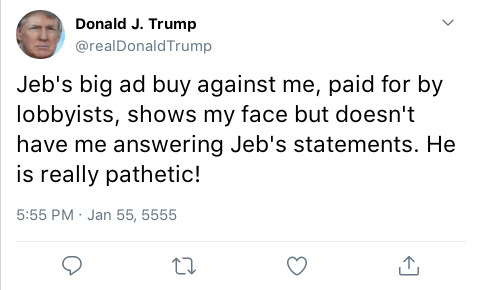 Donald J. Trump
@realDonaldTrump
Jeb's big ad buy against me, paid for by
lobbyists, shows my face but doesn't
have me answering Jeb's statements. He
is really pathetic!
5:55 PM · Jan 55, 5555